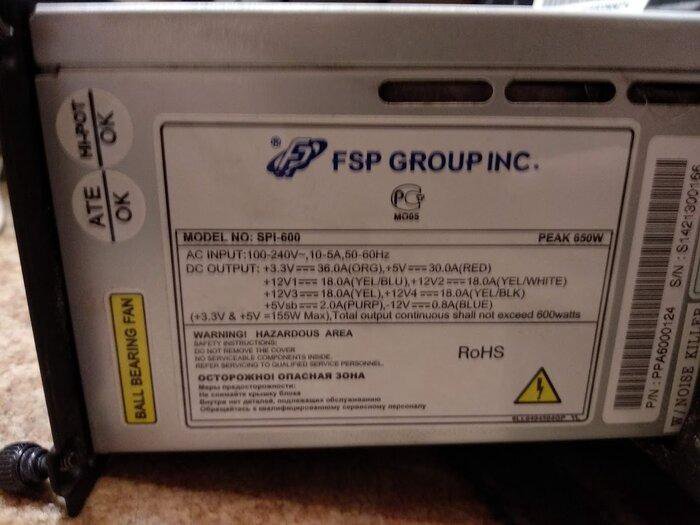 HI-POT OK
ATE OK
BALL BEARING FAN
® FSP GROUP INC.
РСТ
МО05
MODEL NO: SPI-600 PEAK 650W
AC INPUT:100-240V~,10-5A,50-60Hz
DC OUTPUT: +3.3V⎓36.0A(ORG),+5V⎓30.0A(RED)
+12V1⎓18.0A(YEL/BLU),+12V2⎓18.0A(YEL/WHITE)
+12V3⎓18.0A(YEL),+12V4⎓18.0A(YEL/BLK)
+5Vsb⎓2.0A(PURP),-12V⎓0.8A(BLUE)
(+3.3V & +5V =155W Max),Total output continuous shall not exceed 600watts
WARNING! HAZARDOUS AREA
SAFETY INSTRUCTIONS:
DO NOT REMOVE THE COVER
NO SERVICEABLE COMPONENTS INSIDE.
REFER SERVICING TO QUALIFIED SERVICE PERSONNEL.
RoHS
ОСТОРОЖНО! ОПАСНАЯ ЗОНА
Меры предосторожности:
Не снимайте крышку блока
Внутри нет деталей, подлежащих обслуживанию
Обращайтесь к квалифицированному сервисному персоналу
P/N: PPA6000124 S/N: S14213001
W/NOISE KILLER